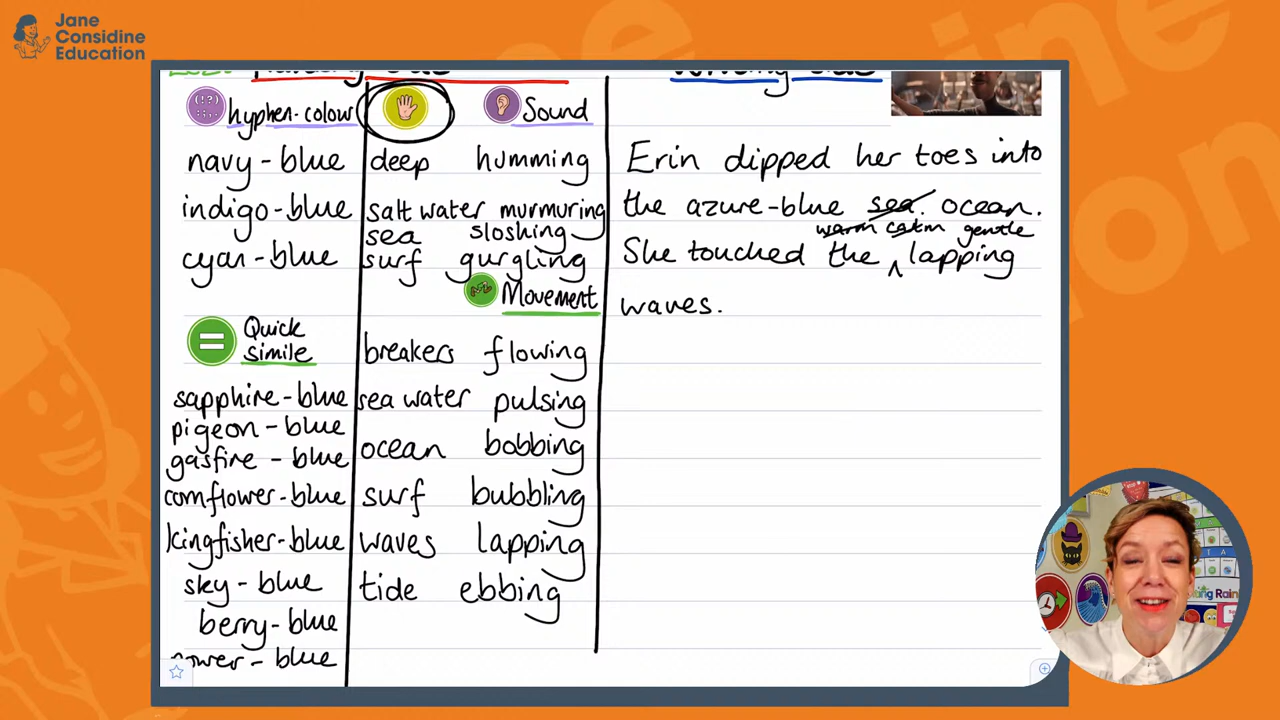 Jane
Considine
Education
hyphen-colour
Sound
navy-blue
deep
humming
indigo-blue
salt water
murmuring
sea
sloshing
cyan-blue
surf
gurgling
Movement
Quick
simile
breakers
flowing
sapphire-blue
sea water
pulsing
pigeon-blue
gasfire-blue
ocean
bobbing
cornflower-blue
surf
bubbling
kingfisher-blue
waves
lapping
sky-blue
tide
ebbing
berry-blue
Erin dipped her toes into
the azure-blue sea. ocean.
warm calm gentle
She touched the ^ lapping
waves.